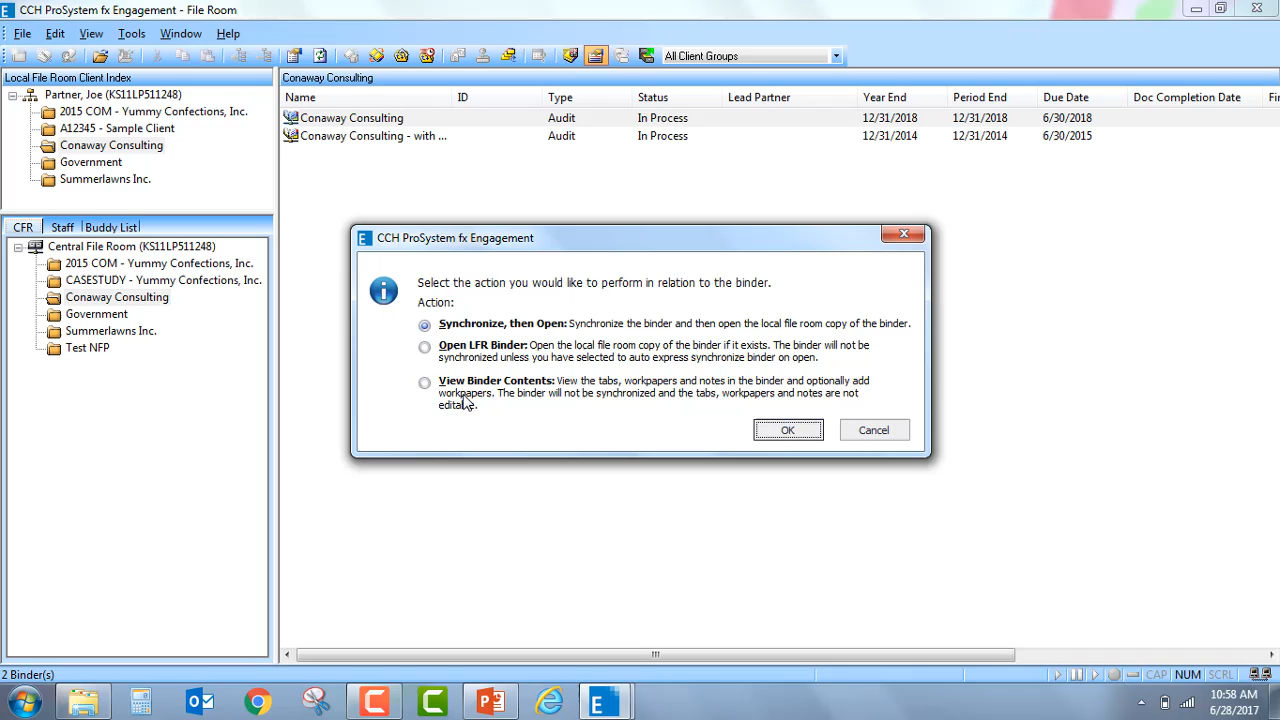 CCH ProSystem fx Engagement - File Room
File Edit View Tools Window Help
All Client Groups
Local File Room Client Index
Partner, Joe (KS11LP511248)
2015 COM - Yummy Confections, Inc.
A12345 - Sample Client
Conaway Consulting
Government
Summerlawns Inc.
CFR Staff Buddy List
Central File Room (KS11LP511248)
2015 COM - Yummy Confections, Inc.
CASESTUDY - Yummy Confections, Inc.
Conaway Consulting
Government
Summerlawns Inc.
Test NFP
Conaway Consulting
Name ID Type Status Lead Partner Year End Period End Due Date Doc Completion Date Fir
Conaway Consulting Audit In Process 12/31/2018 12/31/2018 6/30/2018
Conaway Consulting - with ... Audit In Process 12/31/2014 12/31/2014 6/30/2015
CCH ProSystem fx Engagement
Select the action you would like to perform in relation to the binder.
Action:
Synchronize, then Open: Synchronize the binder and then open the local file room copy of the binder.
Open LFR Binder: Open the local file room copy of the binder if it exists. The binder will not be
synchronized unless you have selected to auto express synchronize binder on open.
View Binder Contents: View the tabs, workpapers and notes in the binder and optionally add
workpapers. The binder will not be synchronized and the tabs, workpapers and notes are not
editable.
OK Cancel
2 Binder(s)
CAP NUM SCRL
10:58 AM
6/28/2017